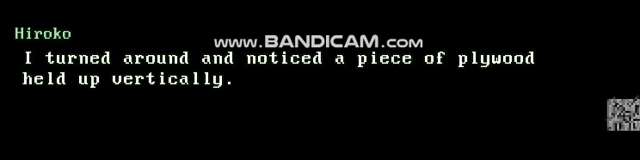 Hiroko
www.BANDICAM.com
I turned around and noticed a piece of plywood
held up vertically.